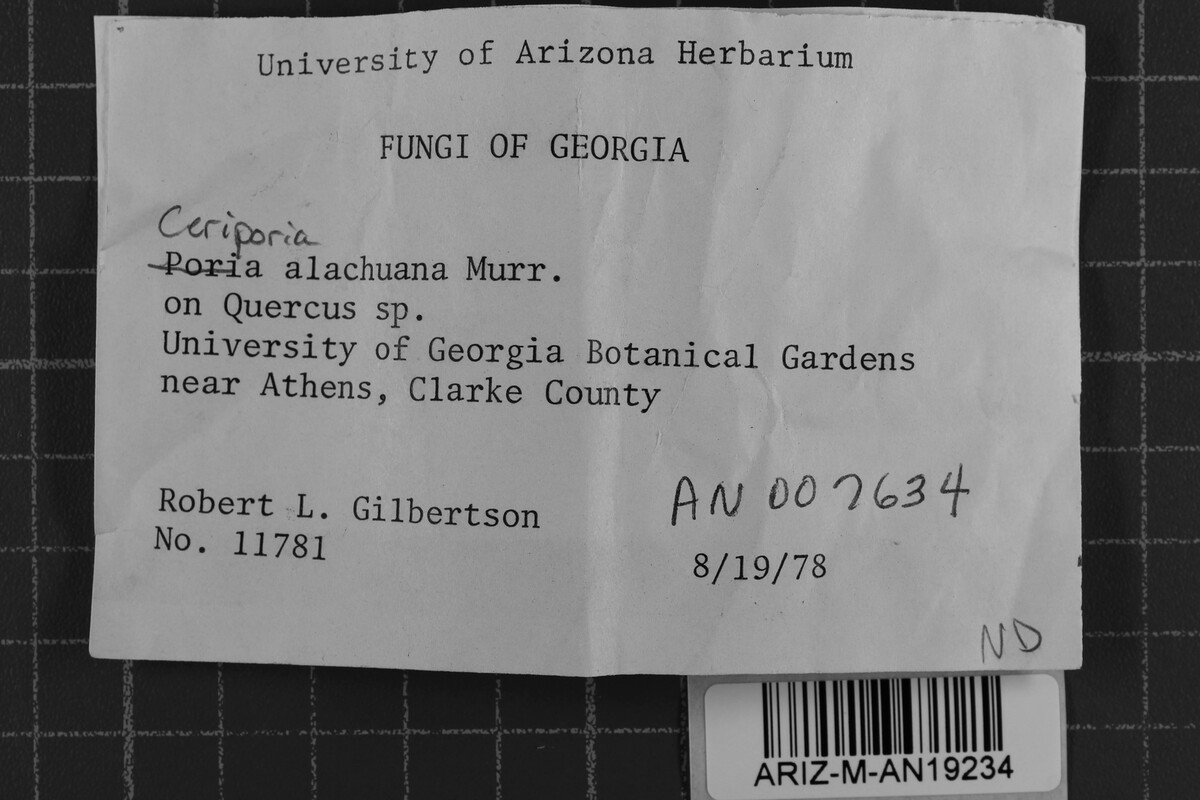 University of Arizona Herbarium
FUNGI OF GEORGIA
Ceriporia
Poria alachuana Murr.
on Quercus sp.
University of Georgia Botanical Gardens
near Athens, Clarke County
Robert L. Gilbertson
No. 11781
AN 007634
8/19/78
ND
ARIZ-M-AN19234